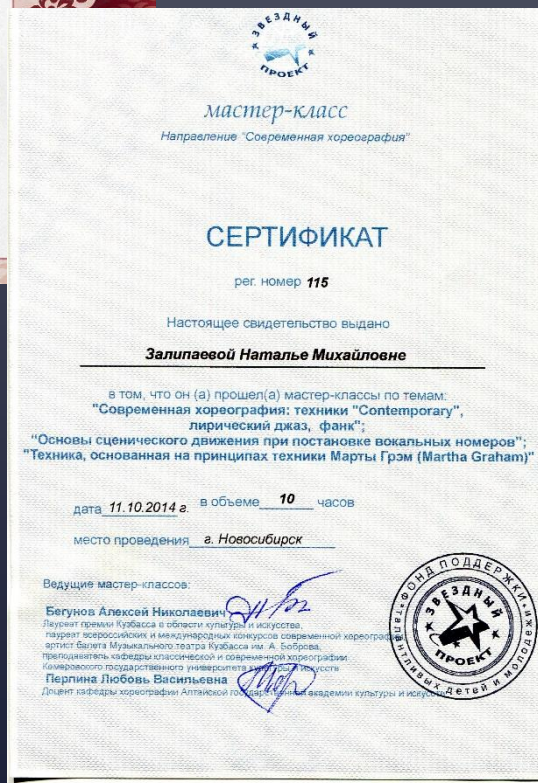 ЗВЕЗДНЫЙ
ПРОЕКТ
мастер-класс
Направление "Современная хореография"
СЕРТИФИКАТ
рег. номер 115
Настоящее свидетельство выдано
Залипаевой Наталье Михайловне
в том, что он (а) прошел(а) мастер-классы по темам:
"Современная хореография: техники "Contemporary",
лирический джаз, фанк";
"Основы сценического движения при постановке вокальных номеров";
"Техника, основанная на принципах техники Марты Грэм (Martha Graham)"
дата 11.10.2014 г. в объеме 10 часов
место проведения г. Новосибирск
Ведущие мастер-классов:
Бегунов Алексей Николаевич
Лауреат премии Кузбасса в области культуры и искусства,
лауреат всероссийских и международных конкурсов современной хореографии
артист балета Музыкального театра Кузбасса им. А. Боброва,
преподаватель кафедры классической и современной хореографии
Кемеровского государственного университета культуры и искусств
Перлина Любовь Васильевна
Доцент кафедры хореографии Алтайской государственной академии культуры и искусств
ФОНД ПОДДЕРЖКИ
талантливых детей и молодежи
ЗВЕЗДНЫЙ
ПРОЕКТ